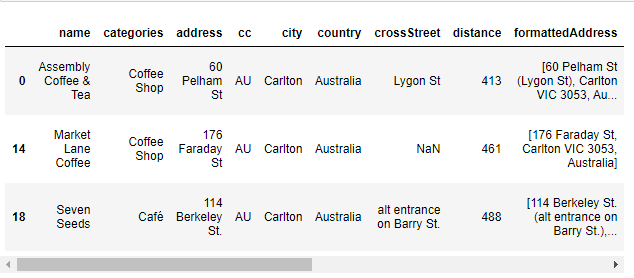 name categories address cc city country crossStreet distance formattedAddress
0 Assembly Coffee & Tea Coffee Shop 60 Pelham St AU Carlton Australia Lygon St 413 [60 Pelham St (Lygon St), Carlton VIC 3053, Au...
14 Market Lane Coffee Coffee Shop 176 Faraday St AU Carlton Australia NaN 461 [176 Faraday St, Carlton VIC 3053, Australia]
18 Seven Seeds Café 114 Berkeley St. AU Carlton Australia alt entrance on Barry St. 488 [114 Berkeley St. (alt entrance on Barry St.),...